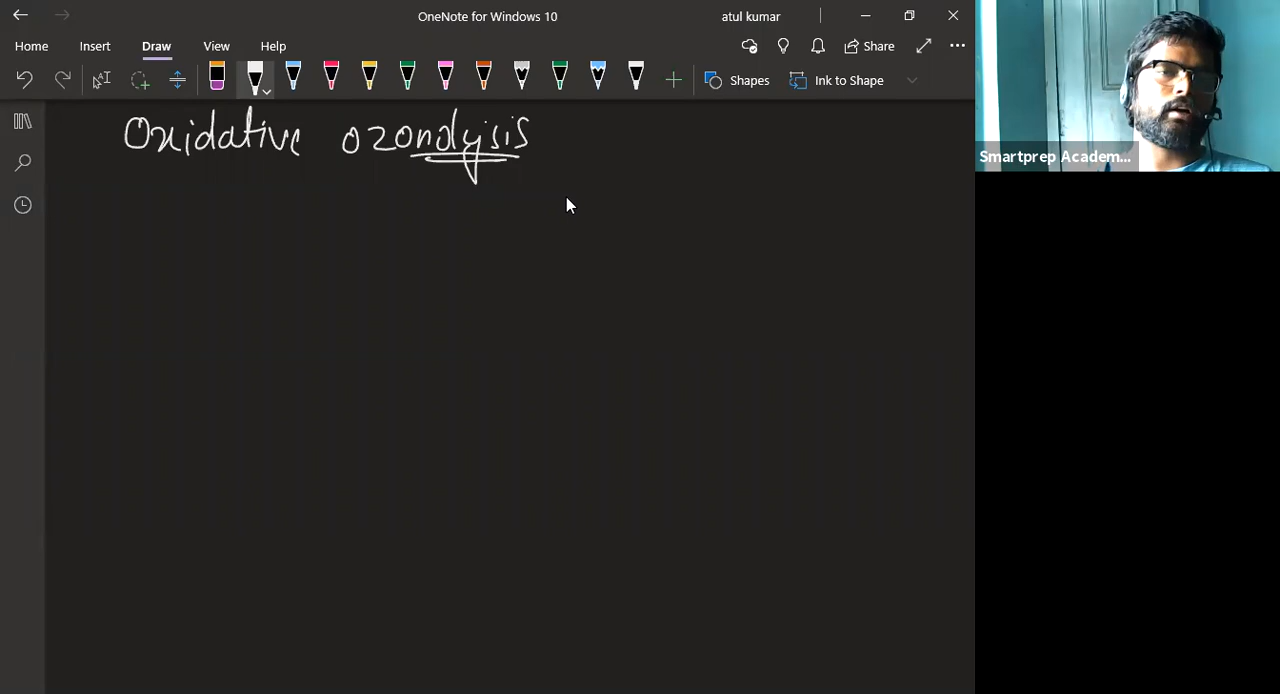 OneNote for Windows 10
atul kumar
Home Insert Draw View Help
Share
Shapes
Ink to Shape
Oxidative ozonolysis
Smartprep Academ...